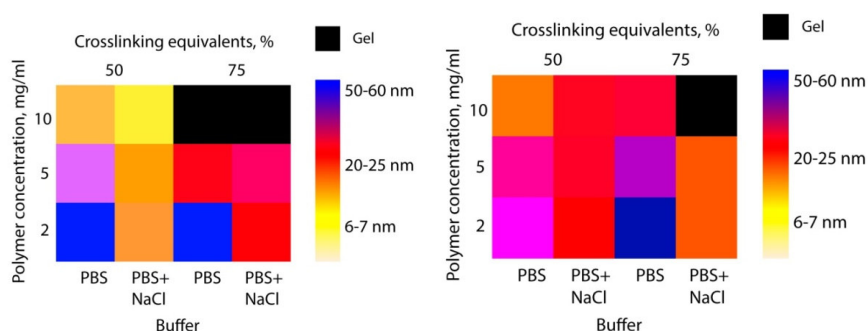 Crosslinking equivalents, %
50 75
Polymer concentration, mg/ml
10
5
2
PBS PBS+ NaCl PBS PBS+ NaCl
Buffer
Gel
50-60 nm
20-25 nm
6-7 nm
Crosslinking equivalents, %
50 75
Polymer concentration, mg/ml
10
5
2
PBS PBS+ NaCl PBS PBS+ NaCl
Buffer
Gel
50-60 nm
20-25 nm
6-7 nm